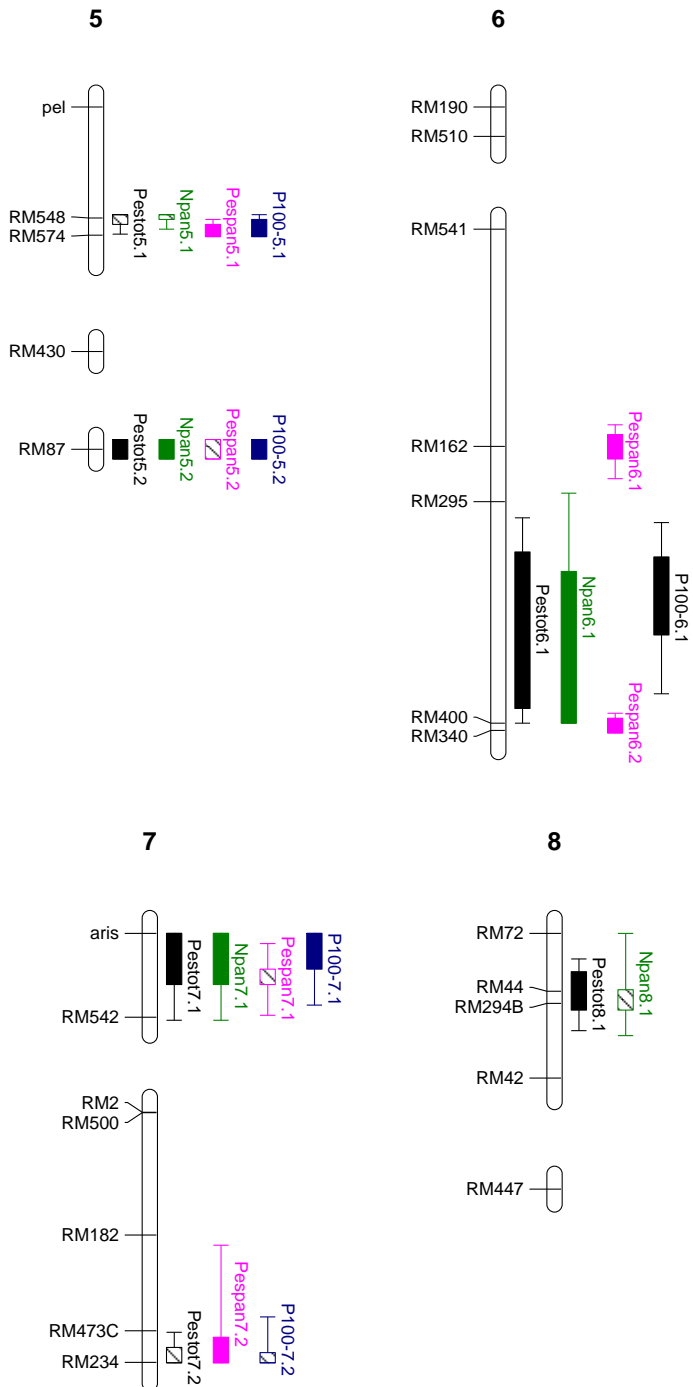 5
pel
RM548
RM574
RM430
RM87
Pestot5.1
Npan5.1
Pespan5.1
P100-5.1
Pestot5.2
Npan5.2
Pespan5.2
P100-5.2
6
RM190
RM510
RM541
RM162
RM295
RM400
RM340
Pestot6.1
Npan6.1
Pespan6.1
Pespan6.2
P100-6.1
7
aris
RM542
RM2
RM500
RM182
RM473C
RM234
Pestot7.1
Npan7.1
Pespan7.1
P100-7.1
Pestot7.2
Pespan7.2
P100-7.2
8
RM72
RM44
RM294B
RM42
RM447
Pestot8.1
Npan8.1